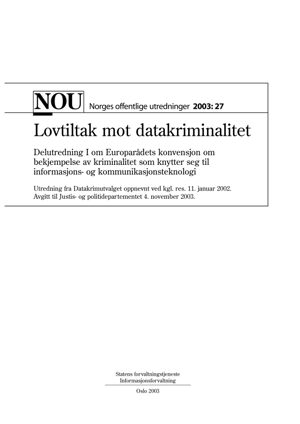 NOU Norges offentlige utredninger 2003: 27
Lovtiltak mot datakriminalitet
Delutredning I om Europarådets konvensjon om
bekjempelse av kriminalitet som knytter seg til
informasjons- og kommunikasjonsteknologi
Utredning fra Datakrimutvalget oppnevnt ved kgl. res. 11. januar 2002.
Avgitt til Justis- og politidepartementet 4. november 2003.
Statens forvaltningstjeneste
Informasjonsforvaltning
Oslo 2003